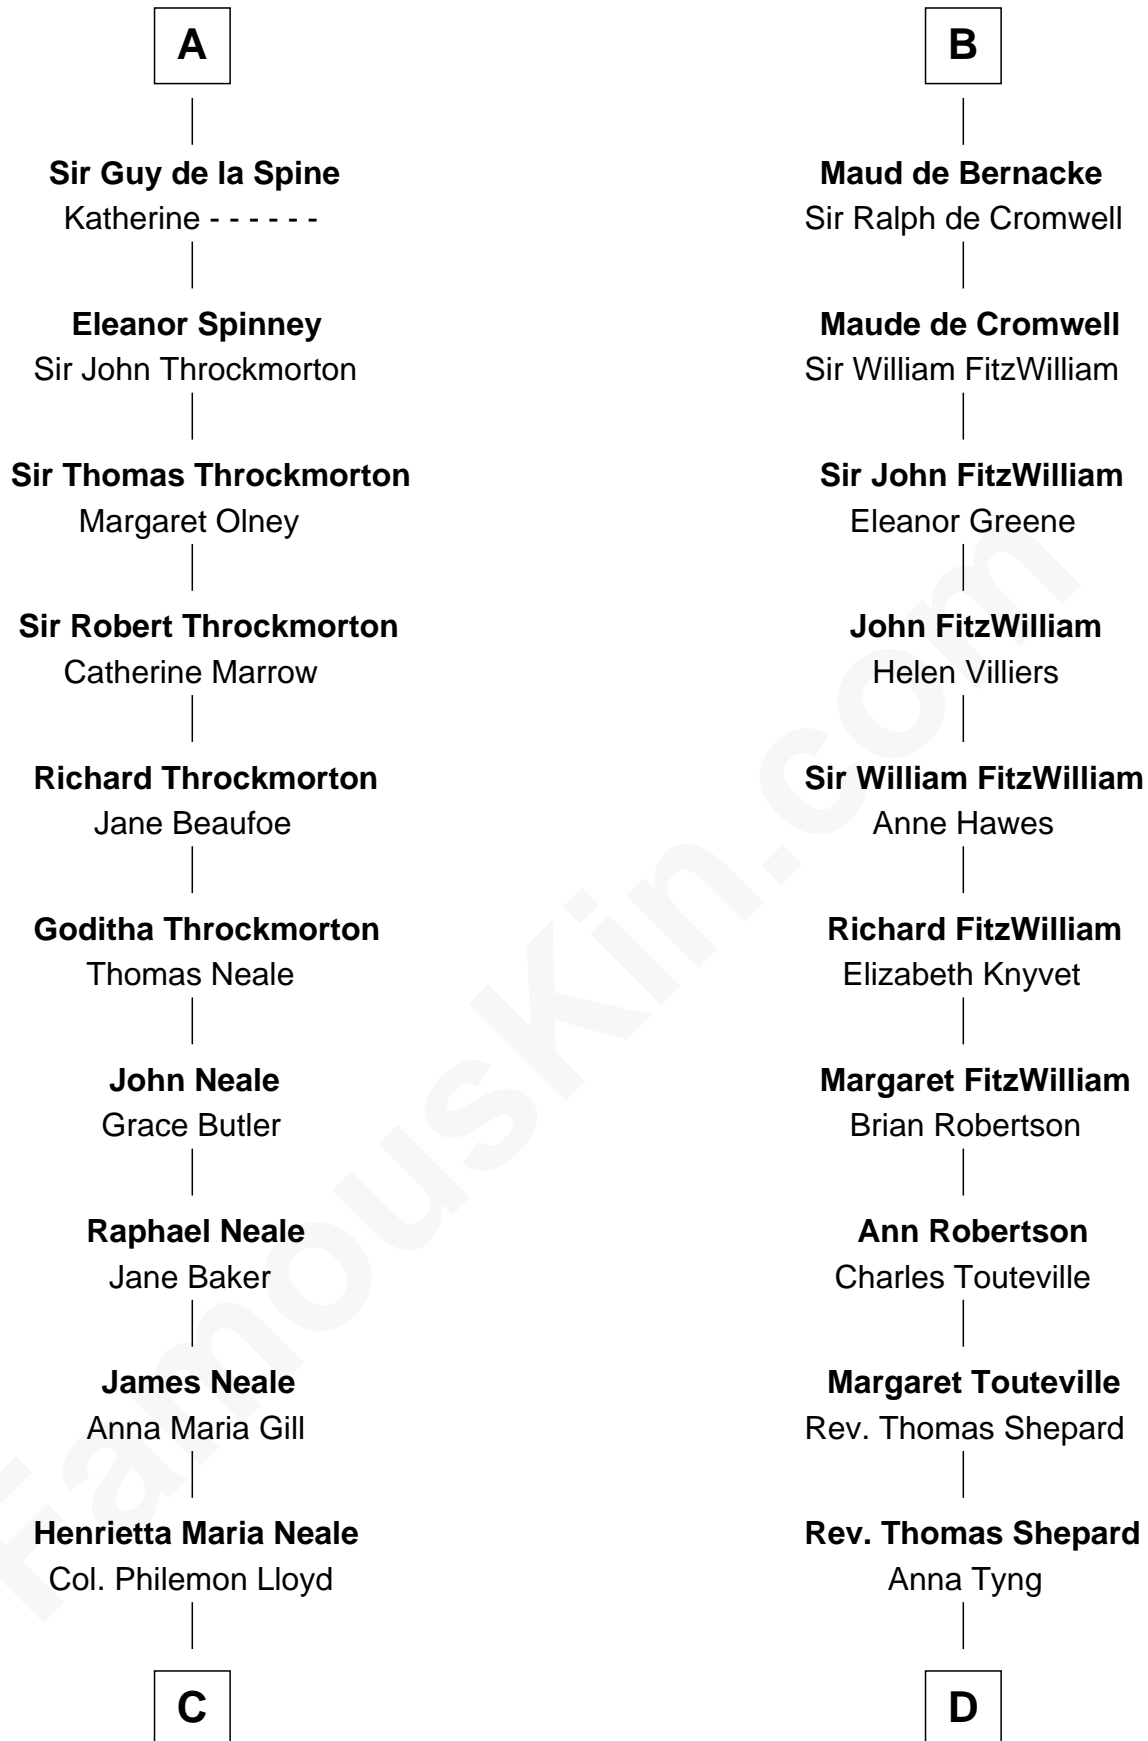 A
Sir Guy de la Spine
Katherine - - - - - -
Eleanor Spinney
Sir John Throckmorton
Sir Thomas Throckmorton
Margaret Olney
Sir Robert Throckmorton
Catherine Marrow
Richard Throckmorton
Jane Beaufoe
Goditha Throckmorton
Thomas Neale
John Neale
Grace Butler
Raphael Neale
Jane Baker
James Neale
Anna Maria Gill
Henrietta Maria Neale
Col. Philemon Lloyd
C
B
Maud de Bernacke
Sir Ralph de Cromwell
Maude de Cromwell
Sir William FitzWilliam
Sir John FitzWilliam
Eleanor Greene
John FitzWilliam
Helen Villiers
Sir William FitzWilliam
Anne Hawes
Richard FitzWilliam
Elizabeth Knyvet
Margaret FitzWilliam
Brian Robertson
Ann Robertson
Charles Touteville
Margaret Touteville
Rev. Thomas Shepard
Rev. Thomas Shepard
Anna Tyng
D
FamousKin.com